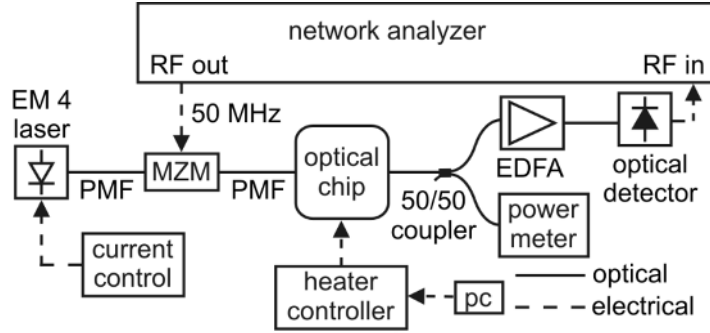 network analyzer
RF out
RF in
EM 4
laser
50 MHz
PMF
MZM
PMF
optical
chip
50/50
coupler
EDFA
optical
detector
power
meter
current
control
heater
controller
pc
optical
electrical